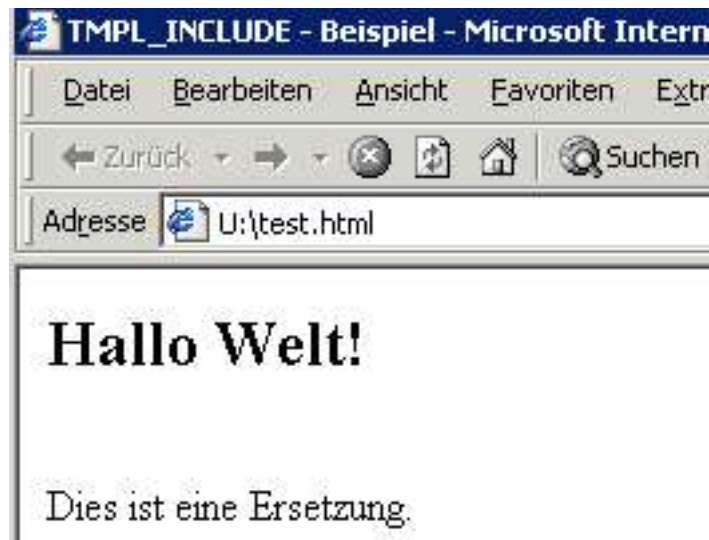 TMPL_INCLUDE - Beispiel - Microsoft Intern
Datei Bearbeiten Ansicht Favoriten Extr
Zurück Suchen
Adresse U:\test.html
Hallo Welt!
Dies ist eine Ersetzung.